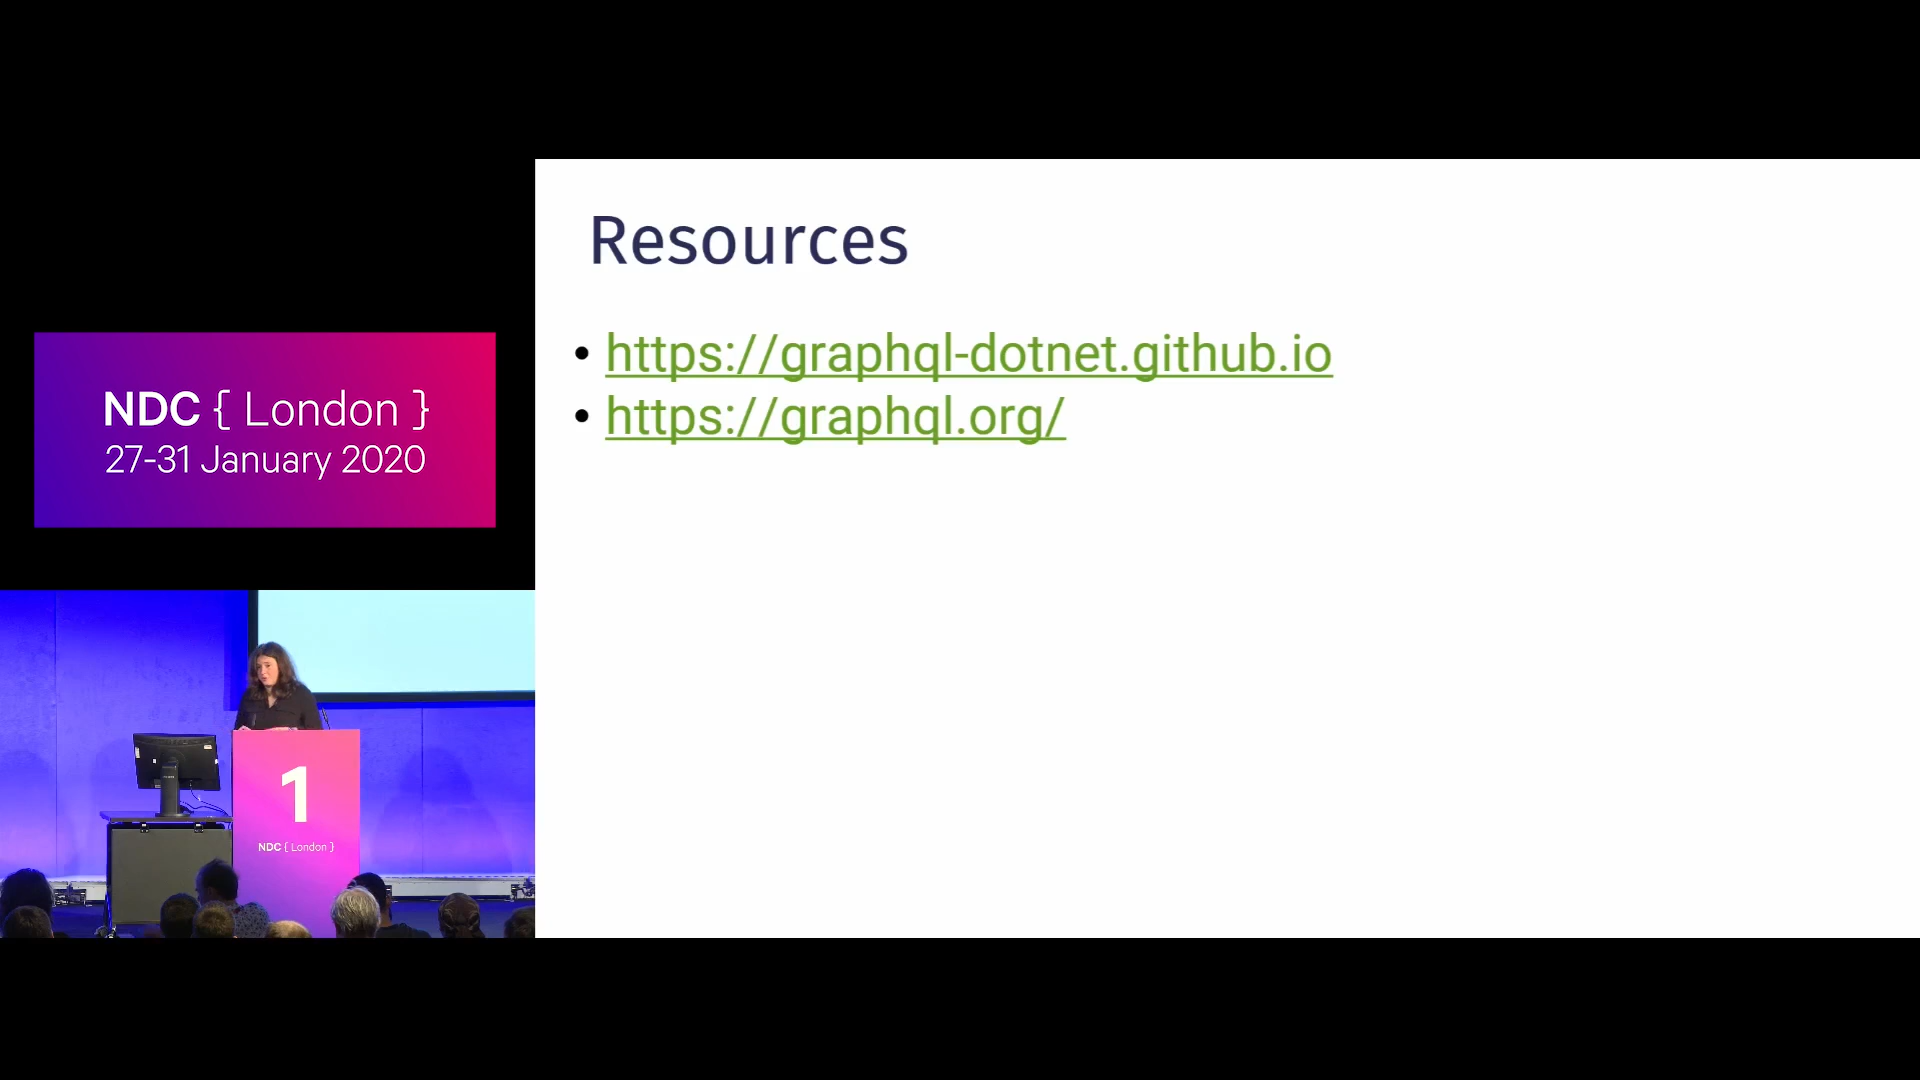 NDC { London }
27-31 January 2020
Resources
• https://graphql-dotnet.github.io
• https://graphql.org/
1
NDC { London }